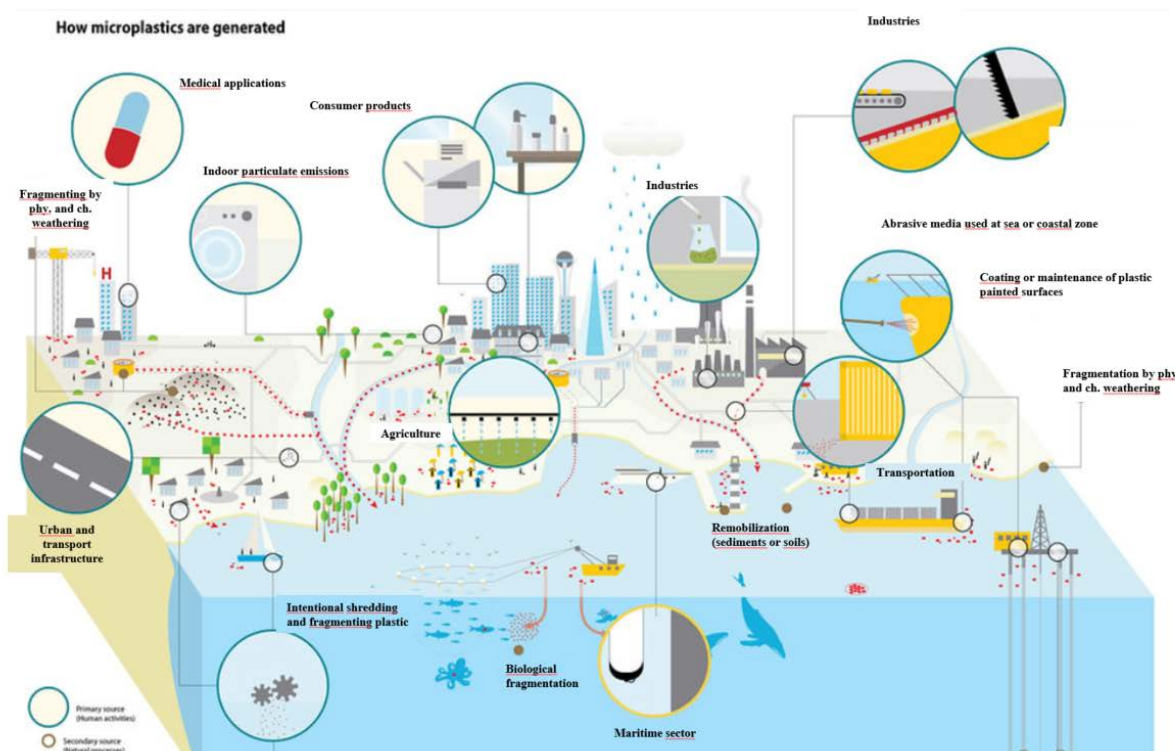 How microplastics are generated
Industries
Medical applications
Consumer products
Indoor particulate emissions
Fragmenting by
phy. and ch.
weathering
Industries
Abrasive media used at sea or coastal zone
Coating or maintenance of plastic
painted surfaces
H
Fragmentation by phy
and ch. weathering
Agriculture
Transportation
Urban and
transport
infrastructure
Remobilization
(sediments or soils)
Intentional shredding
and fragmenting plastic
Biological
fragmentation
Maritime sector
Primary source
(Human activities)
Secondary source
(Natural processes)